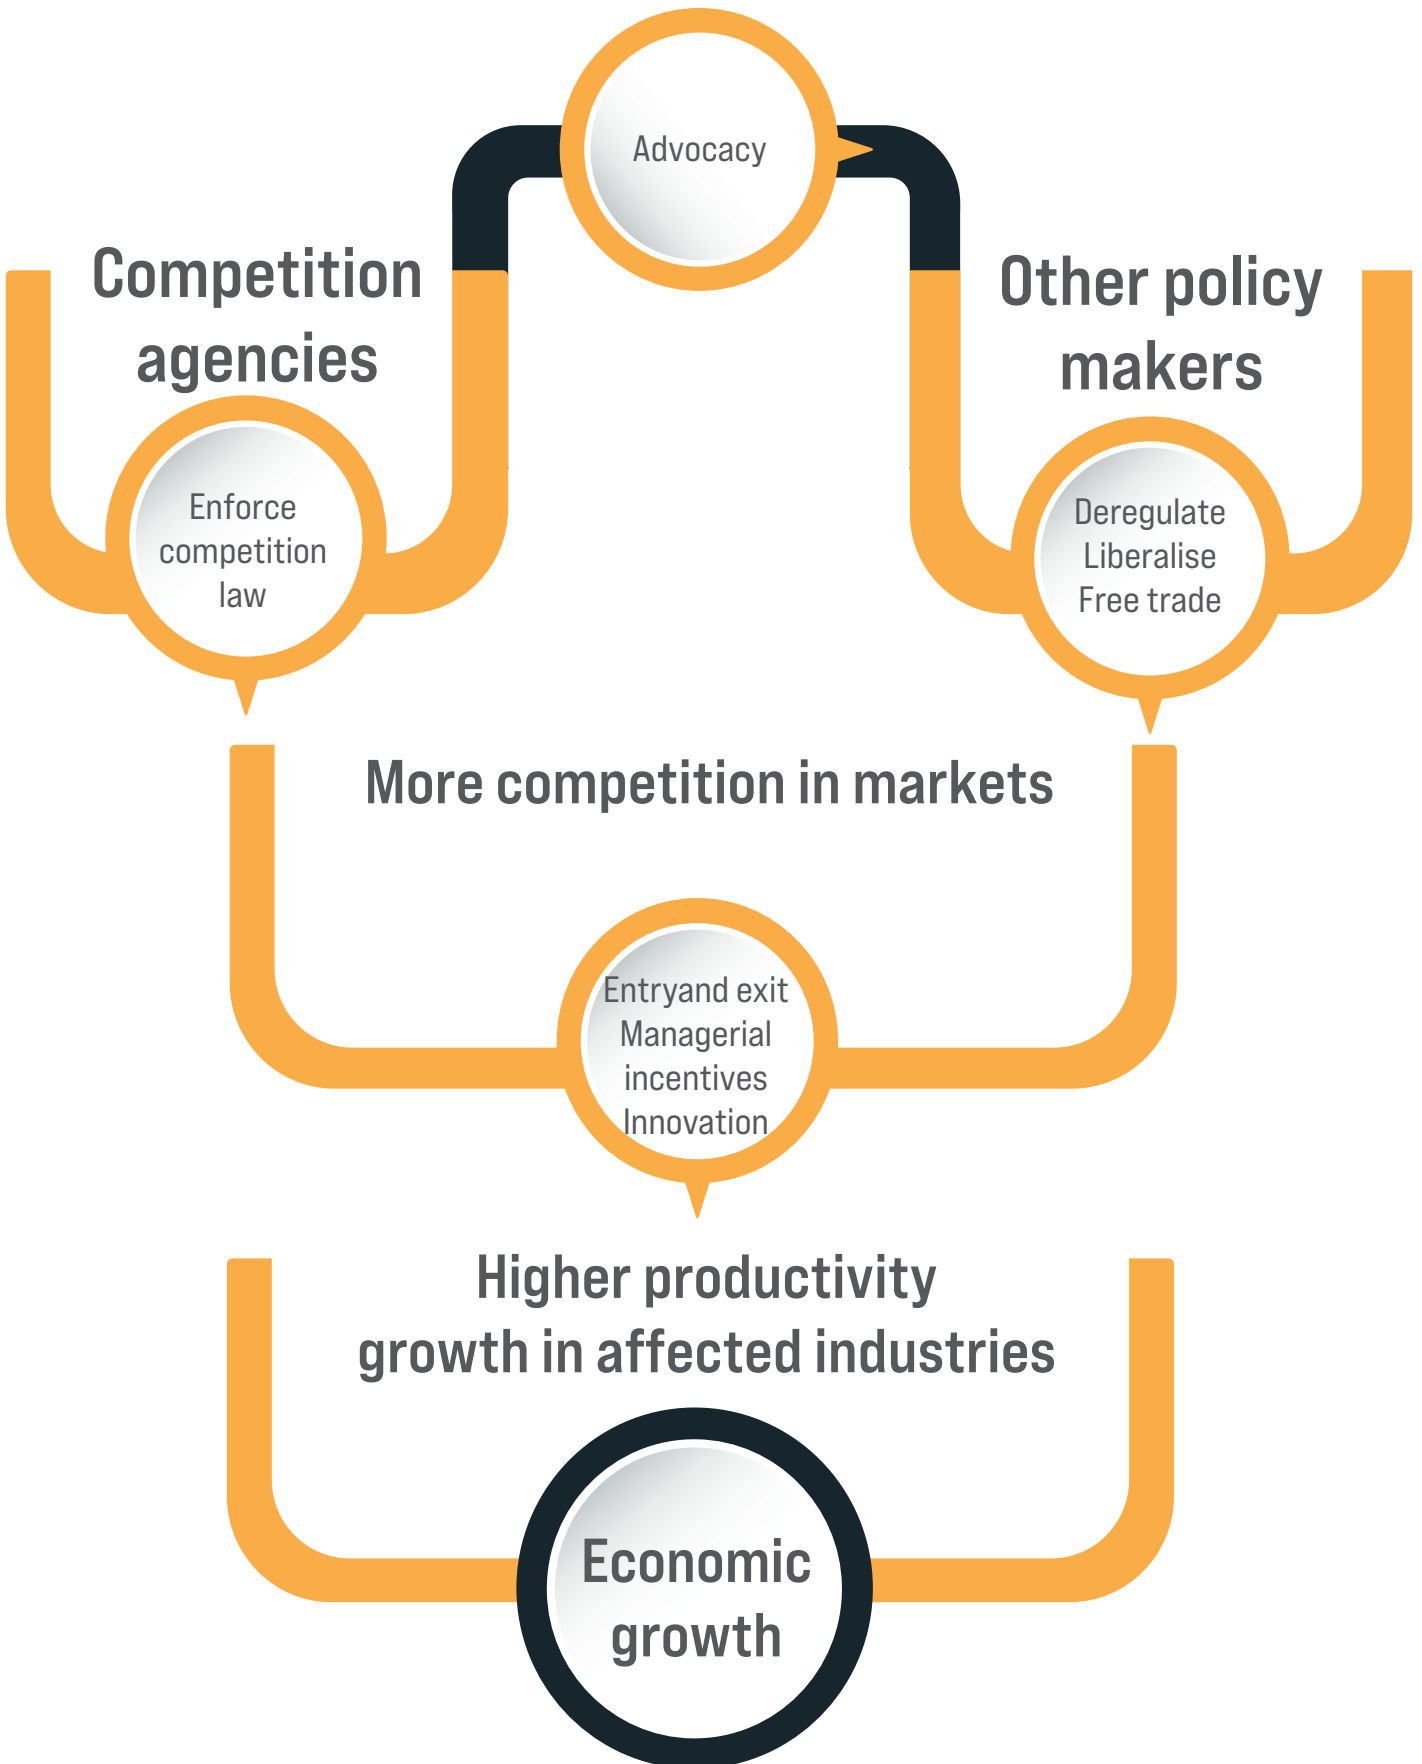 Advocacy
Competition
agencies
Other policy
makers
Enforce
competition
law
Deregulate
Liberalise
Free trade
More competition in markets
Entryand exit
Managerial
incentives
Innovation
Higher productivity
growth in affected industries
Economic
growth